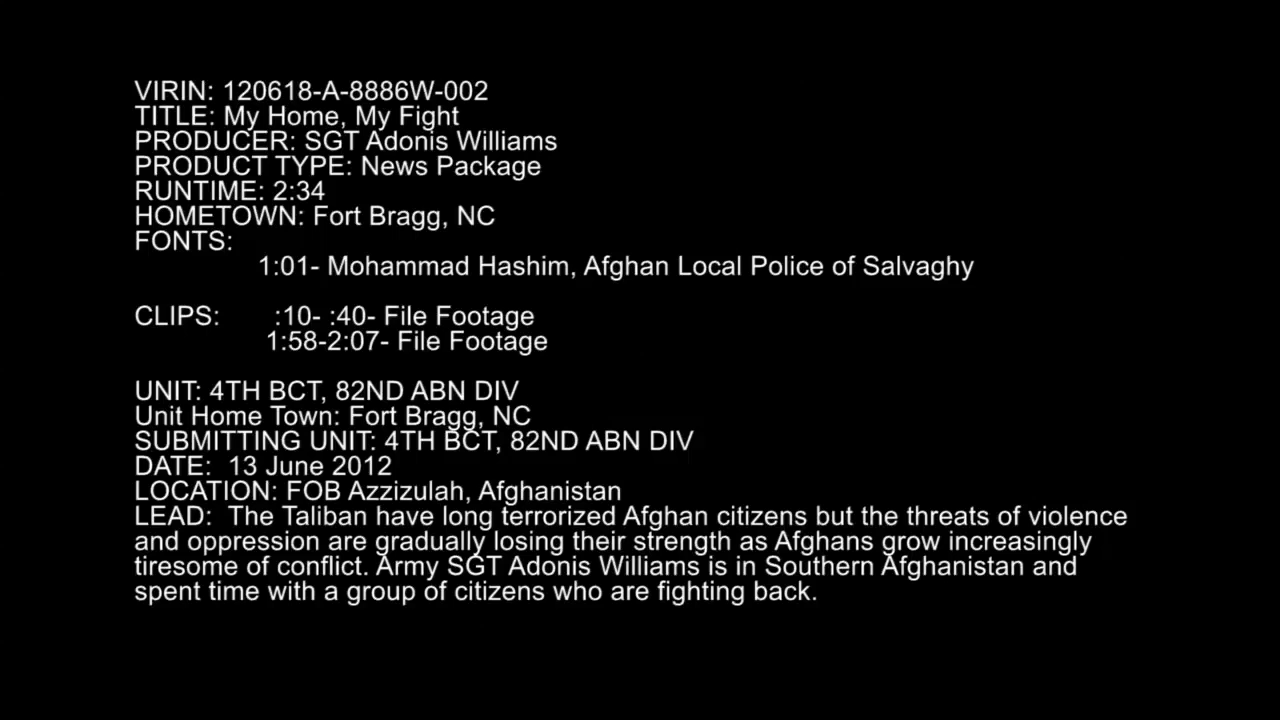 VIRIN: 120618-A-8886W-002
TITLE: My Home, My Fight
PRODUCER: SGT Adonis Williams
PRODUCT TYPE: News Package
RUNTIME: 2:34
HOMETOWN: Fort Bragg, NC
FONTS:
1:01- Mohammad Hashim, Afghan Local Police of Salvaghy
CLIPS: :10- :40- File Footage
1:58-2:07- File Footage
UNIT: 4TH BCT, 82ND ABN DIV
Unit Home Town: Fort Bragg, NC
SUBMITTING UNIT: 4TH BCT, 82ND ABN DIV
DATE: 13 June 2012
LOCATION: FOB Azzizulah, Afghanistan
LEAD: The Taliban have long terrorized Afghan citizens but the threats of violence
and oppression are gradually losing their strength as Afghans grow increasingly
tiresome of conflict. Army SGT Adonis Williams is in Southern Afghanistan and
spent time with a group of citizens who are fighting back.